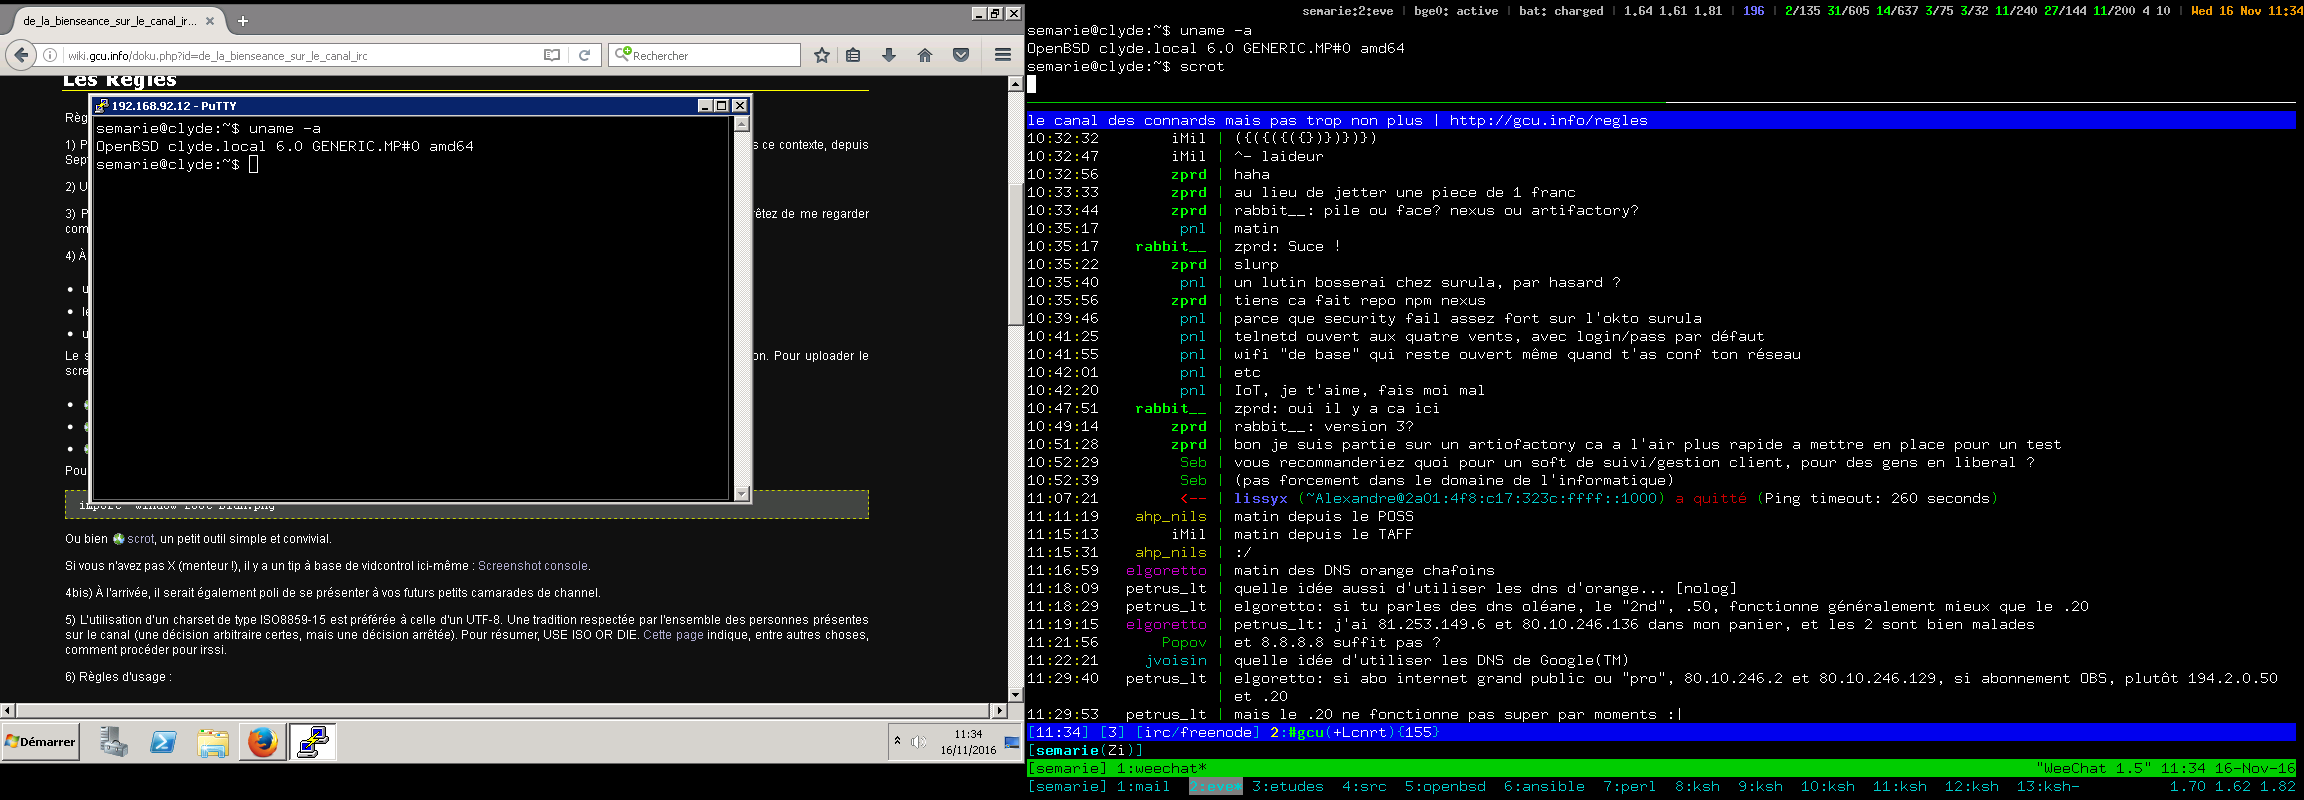 de_la_bienseance_sur_le_canal_ir...
wiki.gcu.info/doku.php?id=de_la_bienseance_sur_le_canal_irc
Rechercher
Les Règles
Règ
1) P
s ce contexte, depuis
Sept
2) U
3) P
rêtez de me regarder
com
4) À
u
le
u
Le s
on. Pour uploader le
scre
Pou
import -window root bidul.png
Ou bien scrot, un petit outil simple et convivial.
Si vous n'avez pas X (menteur !), il y a un tip à base de vidcontrol ici-même : Screenshot console.
4bis) À l'arrivée, il serait également poli de se présenter à vos futurs petits camarades de channel.
5) L'utilisation d'un charset de type ISO8859-15 est préférée à celle d'un UTF-8. Une tradition respectée par l'ensemble des personnes présentes
sur le canal (une décision arbitraire certes, mais une décision arrêtée). Pour résumer, USE ISO OR DIE. Cette page indique, entre autres choses,
comment procéder pour irssi.
6) Règles d'usage :
192.168.92.12 - PuTTY
semarie@clyde:~$ uname -a
OpenBSD clyde.local 6.0 GENERIC.MP#0 amd64
semarie@clyde:~$
Démarrer
11:34
16/11/2016
semarie:2:eve | bge0: active | bat: charged | 1.64 1.61 1.81 | 196 | 2/135 31/605 14/637 3/75 3/32 11/240 27/144 11/200 4 10 | Wed 16 Nov 11:34
semarie@clyde:~$ uname -a
OpenBSD clyde.local 6.0 GENERIC.MP#0 amd64
semarie@clyde:~$ scrot
le canal des connards mais pas trop non plus | http://gcu.info/regles
10:32:32 iMil | ({({({({})})})})
10:32:47 iMil | ^- laideur
10:32:56 zprd | haha
10:33:33 zprd | au lieu de jetter une piece de 1 franc
10:33:44 zprd | rabbit__: pile ou face? nexus ou artifactory?
10:35:17 pnl | matin
10:35:17 rabbit__ | zprd: Suce !
10:35:22 zprd | slurp
10:35:40 pnl | un lutin bosserai chez surula, par hasard ?
10:35:56 zprd | tiens ca fait repo npm nexus
10:39:46 pnl | parce que security fail assez fort sur l'okto surula
10:41:25 pnl | telnetd ouvert aux quatre vents, avec login/pass par défaut
10:41:55 pnl | wifi "de base" qui reste ouvert même quand t'as conf ton réseau
10:42:01 pnl | etc
10:42:20 pnl | IoT, je t'aime, fais moi mal
10:47:51 rabbit__ | zprd: oui il y a ca ici
10:49:14 zprd | rabbit__: version 3?
10:51:28 zprd | bon je suis partie sur un artiofactory ca a l'air plus rapide a mettre en place pour un test
10:52:29 Seb | vous recommanderiez quoi pour un soft de suivi/gestion client, pour des gens en liberal ?
10:52:39 Seb | (pas forcement dans le domaine de l'informatique)
11:07:21 <-- | lissyx (~Alexandre@2a01:4f8:c17:323c:ffff::1000) a quitté (Ping timeout: 260 seconds)
11:11:19 ahp_nils | matin depuis le POSS
11:15:13 iMil | matin depuis le TAFF
11:15:31 ahp_nils | :/
11:16:59 elgoretto | matin des DNS orange chafoins
11:18:09 petrus_lt | quelle idée aussi d'utiliser les dns d'orange... [nolog]
11:18:29 petrus_lt | elgoretto: si tu parles des dns oléane, le "2nd", .50, fonctionne généralement mieux que le .20
11:19:15 elgoretto | petrus_lt: j'ai 81.253.149.6 et 80.10.246.136 dans mon panier, et les 2 sont bien malades
11:21:56 Popov | et 8.8.8.8 suffit pas ?
11:22:21 jvoisin | quelle idée d'utiliser les DNS de Google(TM)
11:29:40 petrus_lt | elgoretto: si abo internet grand public ou "pro", 80.10.246.2 et 80.10.246.129, si abonnement OBS, plutôt 194.2.0.50
| et .20
11:29:53 petrus_lt | mais le .20 ne fonctionne pas super par moments :|
[11:34] [3] [irc/freenode] 2:#gcu(+Lcnrt){155}
[semarie(Zi)]
[semarie] 1:weechat* "WeeChat 1.5" 11:34 16-Nov-16
[semarie] 1:mail 2:eve* 3:etudes 4:src 5:openbsd 6:ansible 7:perl 8:ksh 9:ksh 10:ksh 11:ksh 12:ksh 13:ksh- 1.70 1.62 1.82